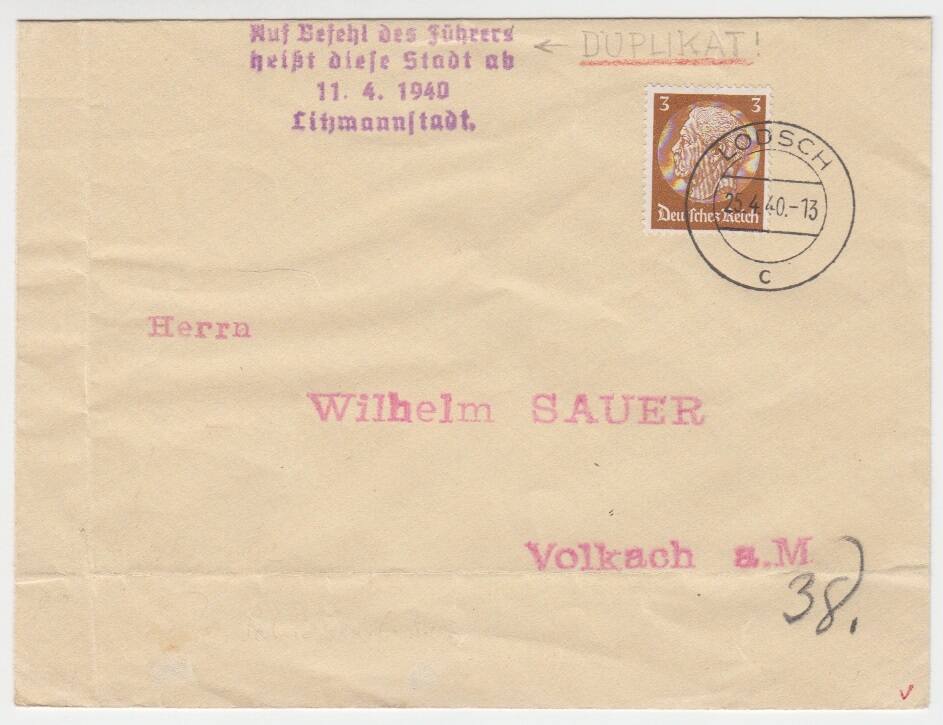 Auf Befehl des Führers
heißt diese Stadt ab
11. 4. 1940
Litzmannstadt.
← DUPLIKAT!
3 3
Deutsches Reich
LODSCH
25.4.40.-13
c
Herrn
Wilhelm SAUER
Volkach a.M
38.